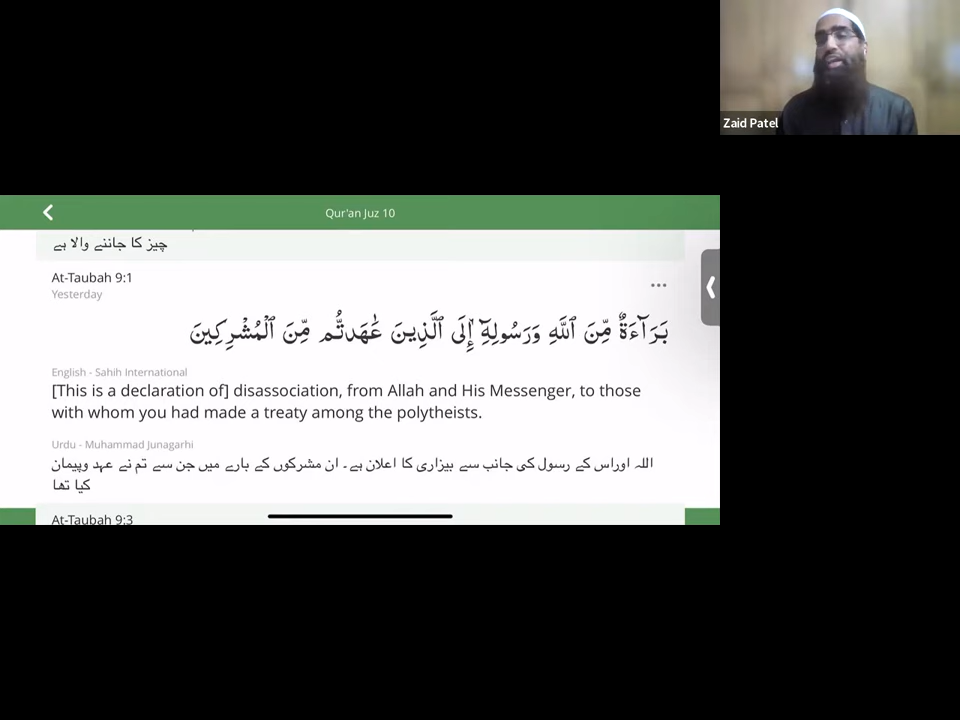 Zaid Patel
Qur'an Juz 10
چیز کا جاننے والا ہے
At-Taubah 9:1
Yesterday
بَرَآءَةٌ مِّنَ ٱللَّهِ وَرَسُولِهِۦٓ إِلَى ٱلَّذِينَ عَـٰهَدتُّم مِّنَ ٱلْمُشْرِكِينَ
English - Sahih International
[This is a declaration of] disassociation, from Allah and His Messenger, to those
with whom you had made a treaty among the polytheists.
Urdu - Muhammad Junagarhi
اللہ اوراس کے رسول کی جانب سے بیزاری کا اعلان ہے۔ ان مشرکوں کے بارے میں جن سے تم نے عہد وپیمان
کیا تھا
At-Taubah 9:3